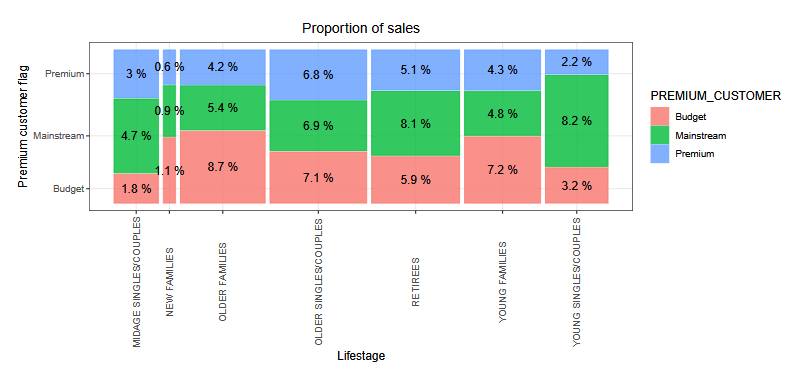 Proportion of sales
Premium customer flag
Premium
Mainstream
Budget
3 % 0.6 % 4.2 % 6.8 % 5.1 % 4.3 % 2.2 %
4.7 % 0.9 % 5.4 % 6.9 % 8.1 % 4.8 % 8.2 %
1.8 % 1.1 % 8.7 % 7.1 % 5.9 % 7.2 % 3.2 %
MIDAGE SINGLES/COUPLES
NEW FAMILIES
OLDER FAMILIES
OLDER SINGLES/COUPLES
RETIREES
YOUNG FAMILIES
YOUNG SINGLES/COUPLES
Lifestage
PREMIUM_CUSTOMER
Budget
Mainstream
Premium